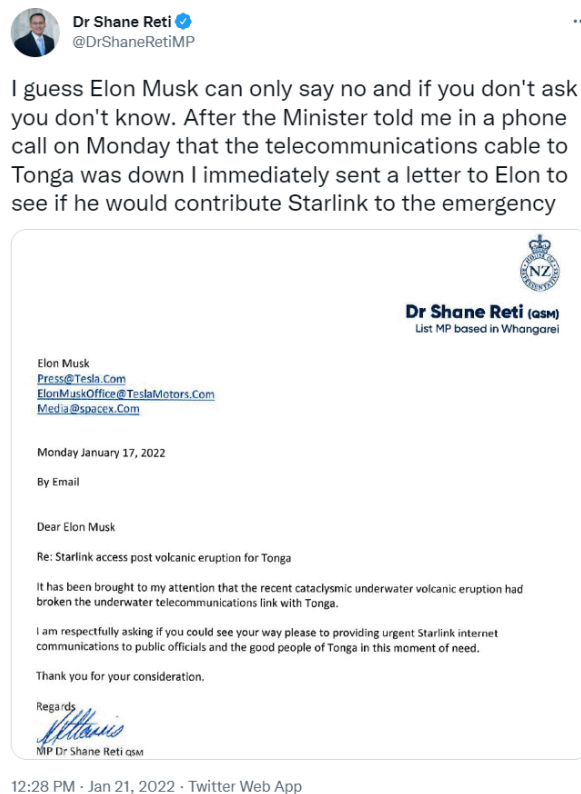 Dr Shane Reti
@DrShaneRetiMP
I guess Elon Musk can only say no and if you don't ask
you don't know. After the Minister told me in a phone
call on Monday that the telecommunications cable to
Tonga was down I immediately sent a letter to Elon to
see if he would contribute Starlink to the emergency
NZ
Dr Shane Reti (QSM)
List MP based in Whangarei
Elon Musk
Press@Tesla.Com
ElonMuskOffice@TeslaMotors.Com
Media@spacex.Com
Monday January 17, 2022
By Email
Dear Elon Musk
Re: Starlink access post volcanic eruption for Tonga
It has been brought to my attention that the recent cataclysmic underwater volcanic eruption had
broken the underwater telecommunications link with Tonga.
I am respectfully asking if you could see your way please to providing urgent Starlink internet
communications to public officials and the good people of Tonga in this moment of need.
Thank you for your consideration.
Regards
MP Dr Shane Reti QSM
12:28 PM · Jan 21, 2022 · Twitter Web App